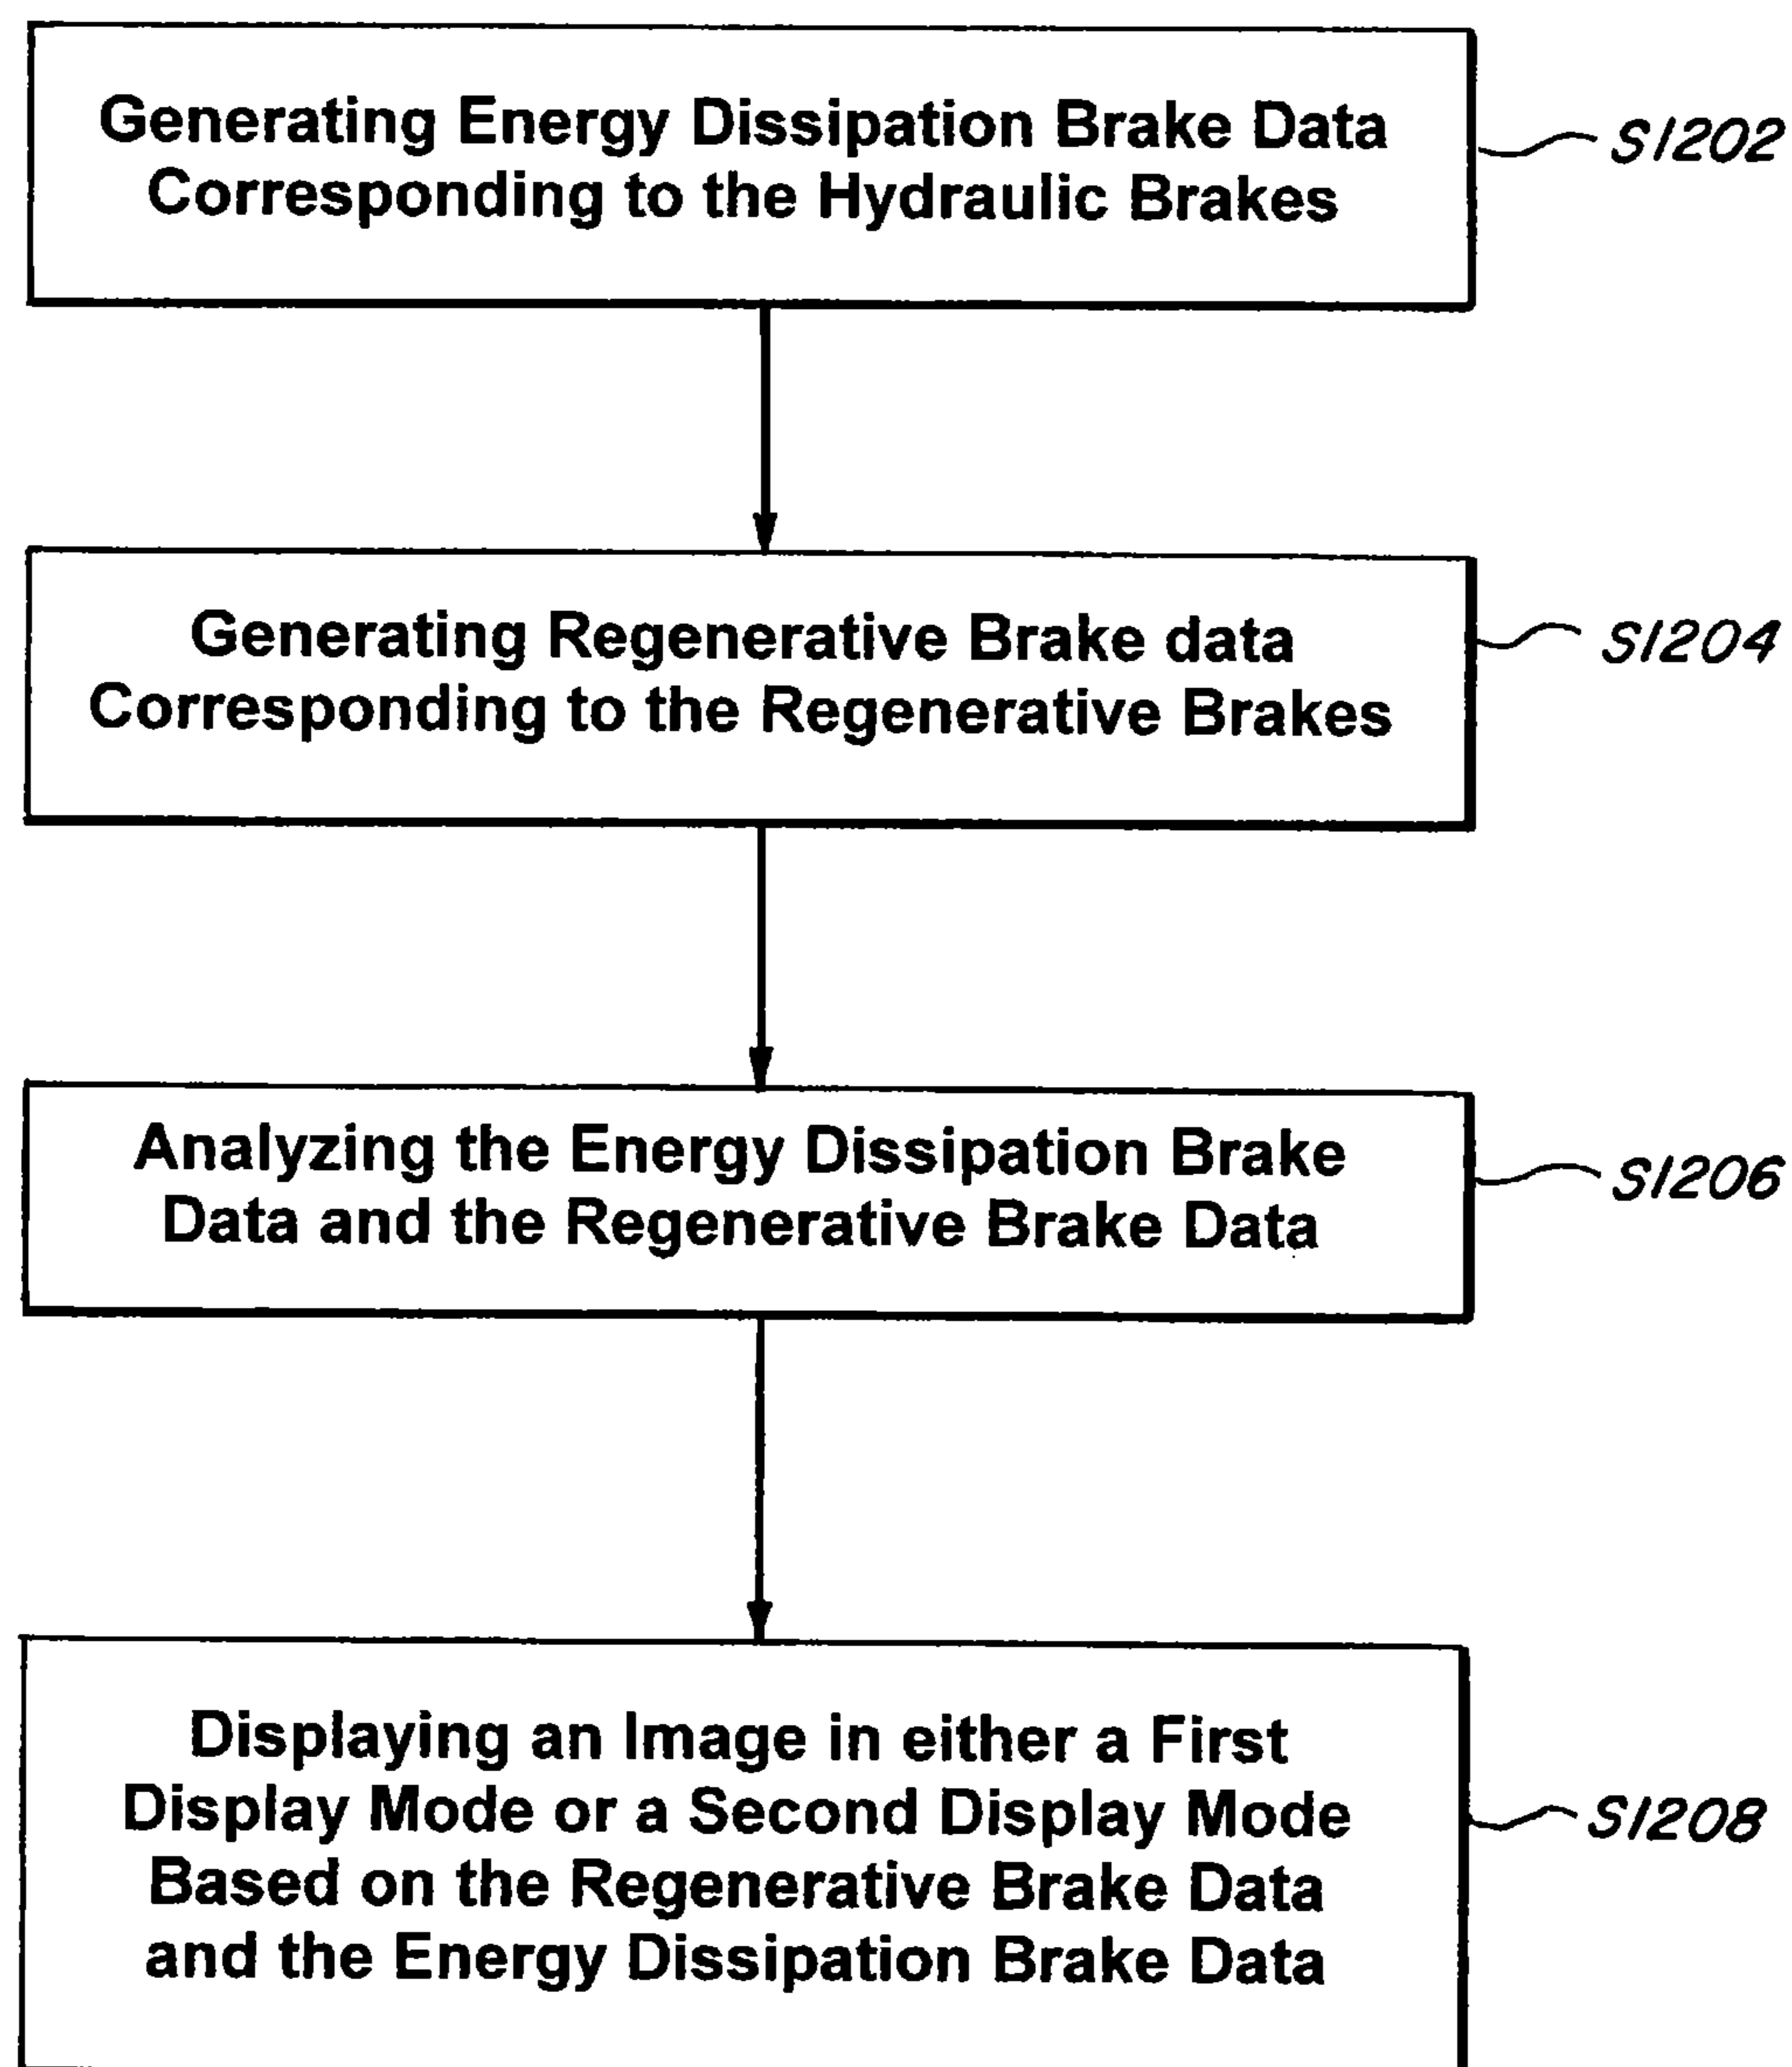 Generating Energy Dissipation Brake Data
Corresponding to the Hydraulic Brakes
S1202
Generating Regenerative Brake data
Corresponding to the Regenerative Brakes
S1204
Analyzing the Energy Dissipation Brake
Data and the Regenerative Brake Data
S1206
Displaying an Image in either a First
Display Mode or a Second Display Mode
Based on the Regenerative Brake Data
and the Energy Dissipation Brake Data
S1208